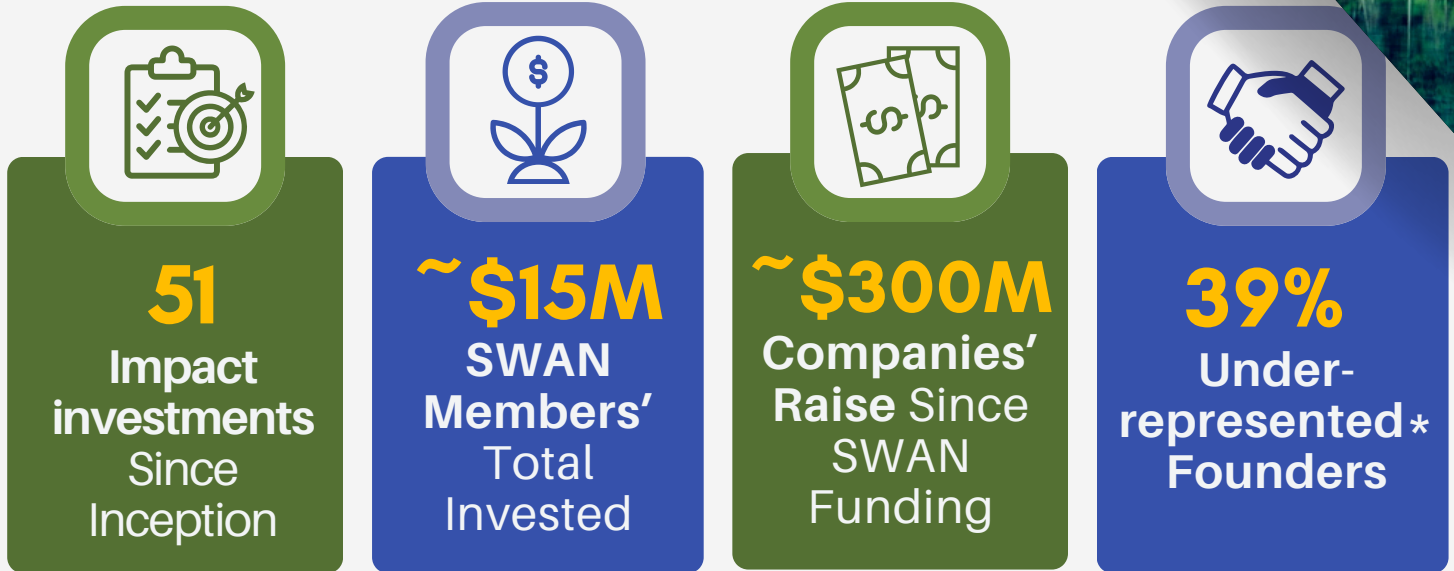 51
Impact
investments
Since
Inception
~$15M
SWAN
Members’
Total
Invested
~$300M
Companies’
Raise Since
SWAN
Funding
39%
Under-
represented*
Founders